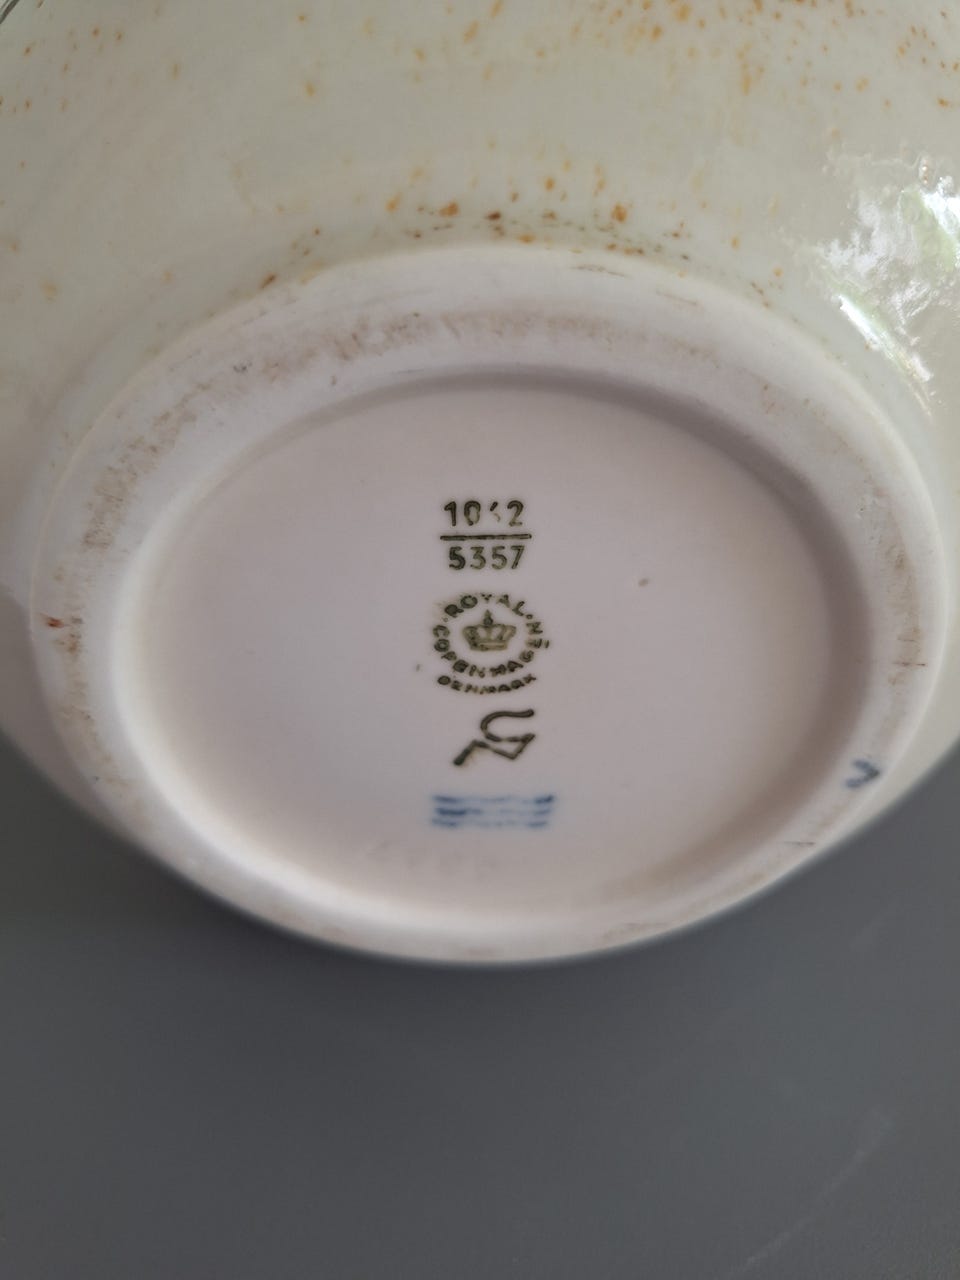 5357
ROYAL
COPENHAGEN
DENMARK